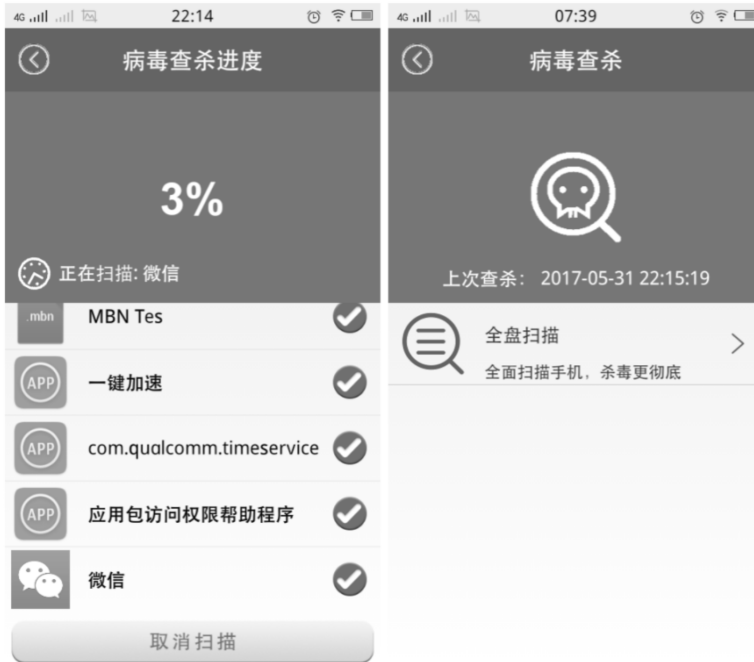 4G 22:14
病毒查杀进度
3%
正在扫描: 微信
.mbn MBN Tes
APP 一键加速
APP com.qualcomm.timeservice
APP 应用包访问权限帮助程序
微信
取消扫描
4G 07:39
病毒查杀
上次查杀： 2017-05-31 22:15:19
全盘扫描
全面扫描手机，杀毒更彻底